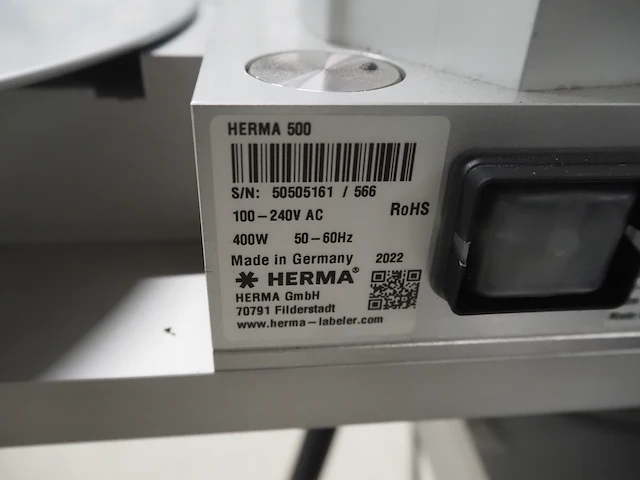 HERMA 500
S/N: 50505161 / 566
100-240V AC RoHS
400W 50-60Hz
Made in Germany 2022
HERMA®
HERMA GmbH
70791 Filderstadt
www.herma-labeler.com